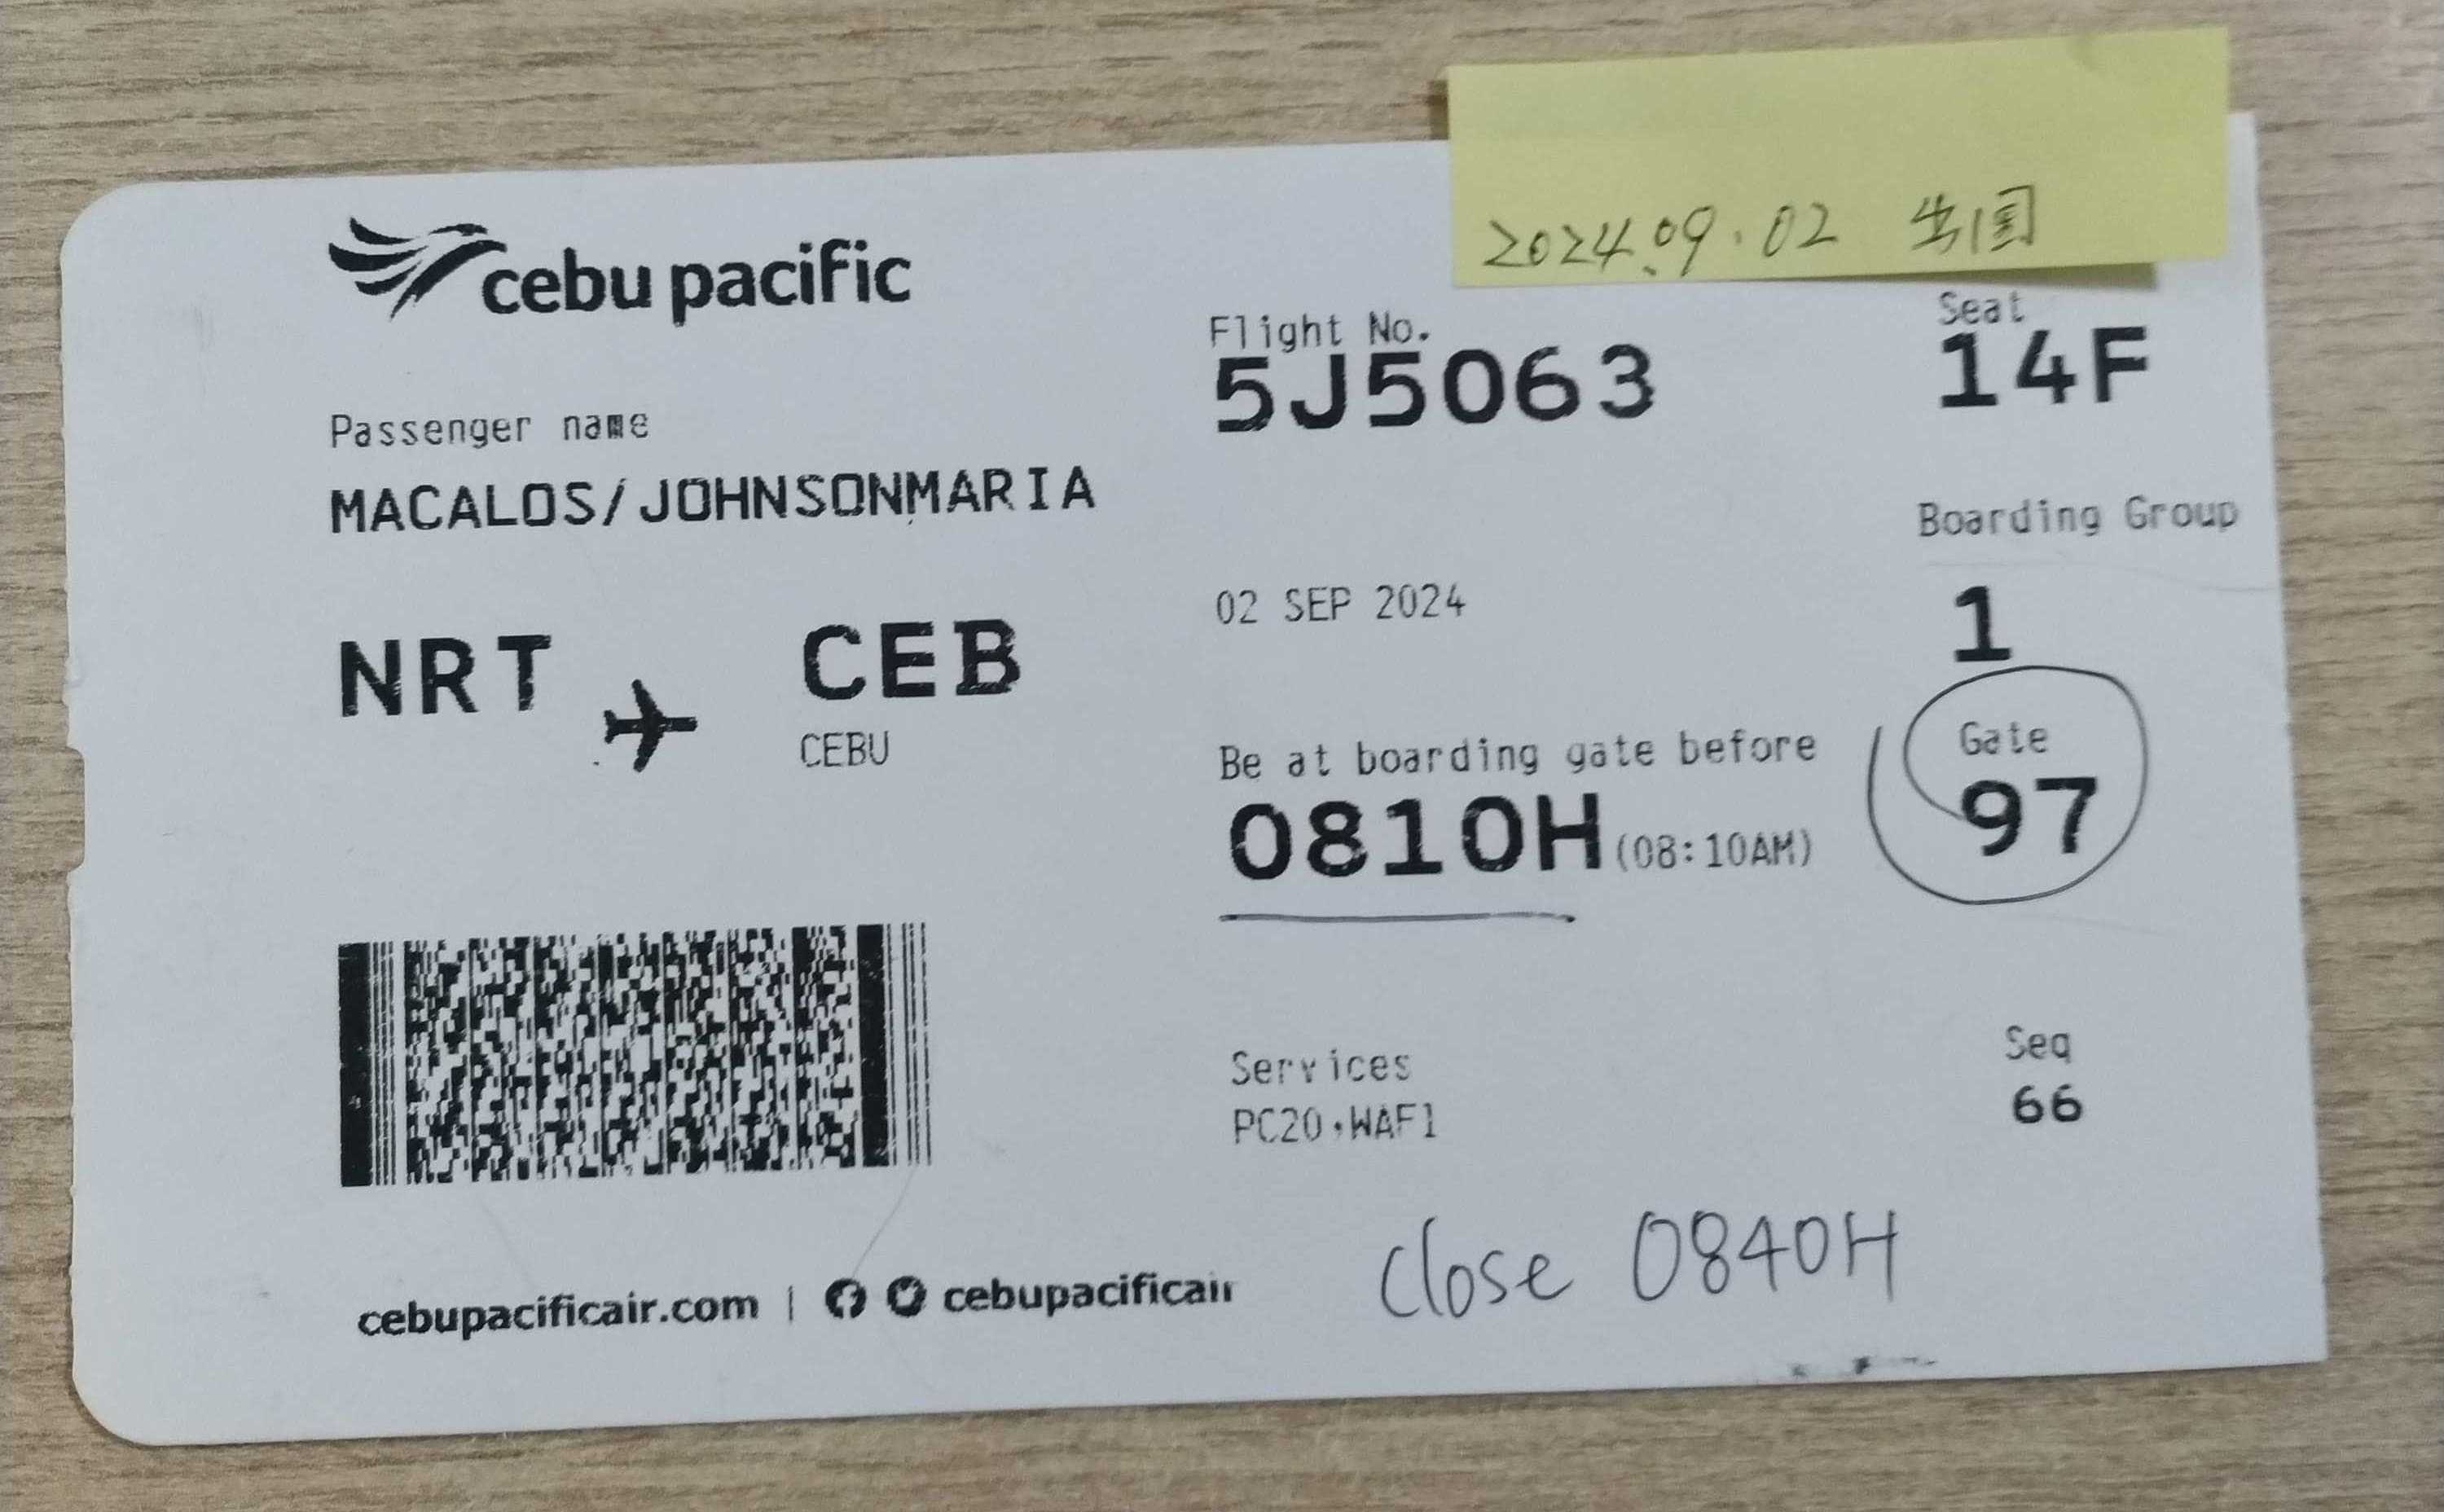 2024.09.02 出国
cebu pacific
Flight No.
5J5063
Seat
14F
Passenger name
MACALOS/JOHNSONMARIA
Boarding Group
1
02 SEP 2024
NRT CEB
CEBU
Be at boarding gate before
0810H (08:10AM)
Gate
97
Services
PC20,WAF1
Seq
66
close 0840H
cebupacificair.com | cebupacificair